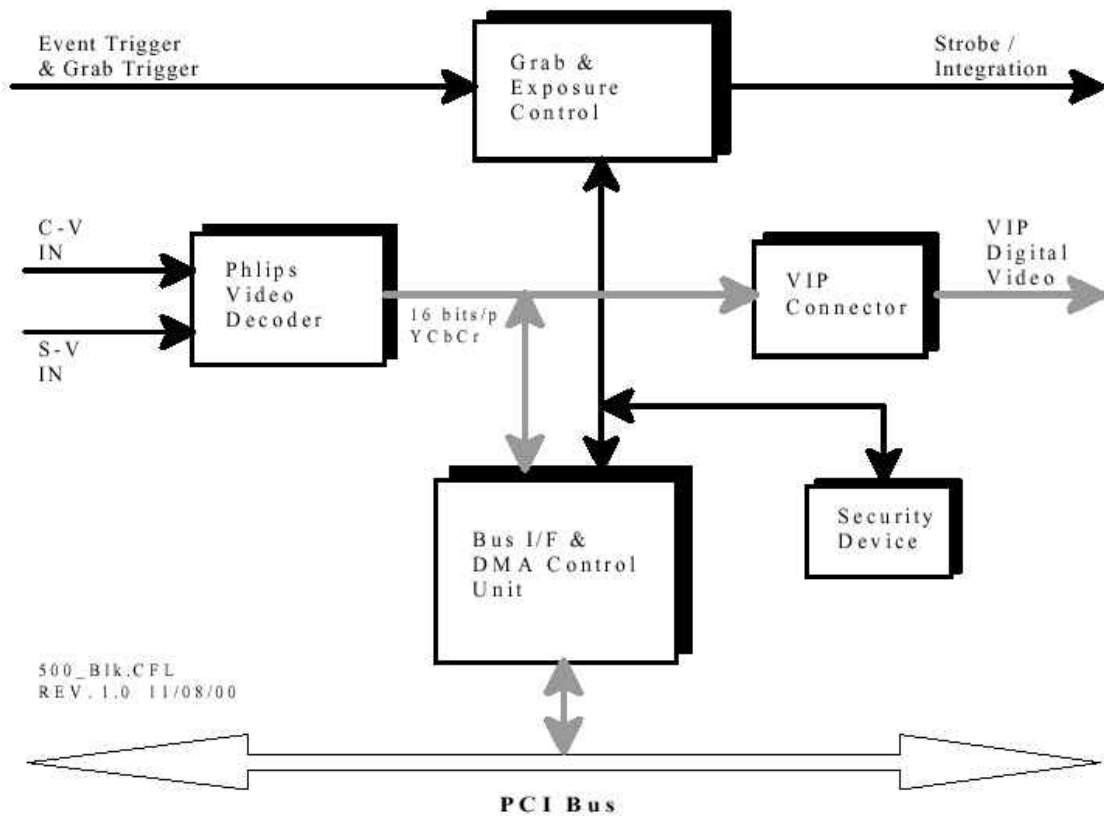 Event Trigger
& Grab Trigger
Grab &
Exposure
Control
Strobe /
Integration
C-V
IN
S-V
IN
Phlips
Video
Decoder
16 bits/p
YCbCr
VIP
Connector
VIP
Digital
Video
Bus I/F &
DMA Control
Unit
Security
Device
500_Blk.CFL
REV. 1.0 11/08/00
PCI Bus